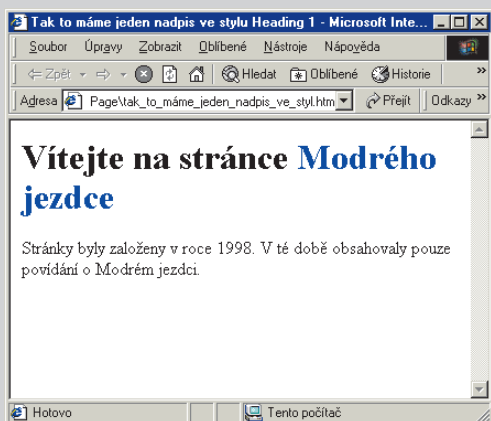 Tak to máme jeden nadpis ve stylu Heading 1 - Microsoft Inte...
Soubor Úpravy Zobrazit Oblíbené Nástroje Nápověda
Zpět Hledat Oblíbené Historie »
Adresa Page\tak_to_máme_jeden_nadpis_ve_styl.htm Přejít Odkazy »
Vítejte na stránce Modrého
jezdce
Stránky byly založeny v roce 1998. V té době obsahovaly pouze
povídání o Modrém jezdci.
Hotovo Tento počítač